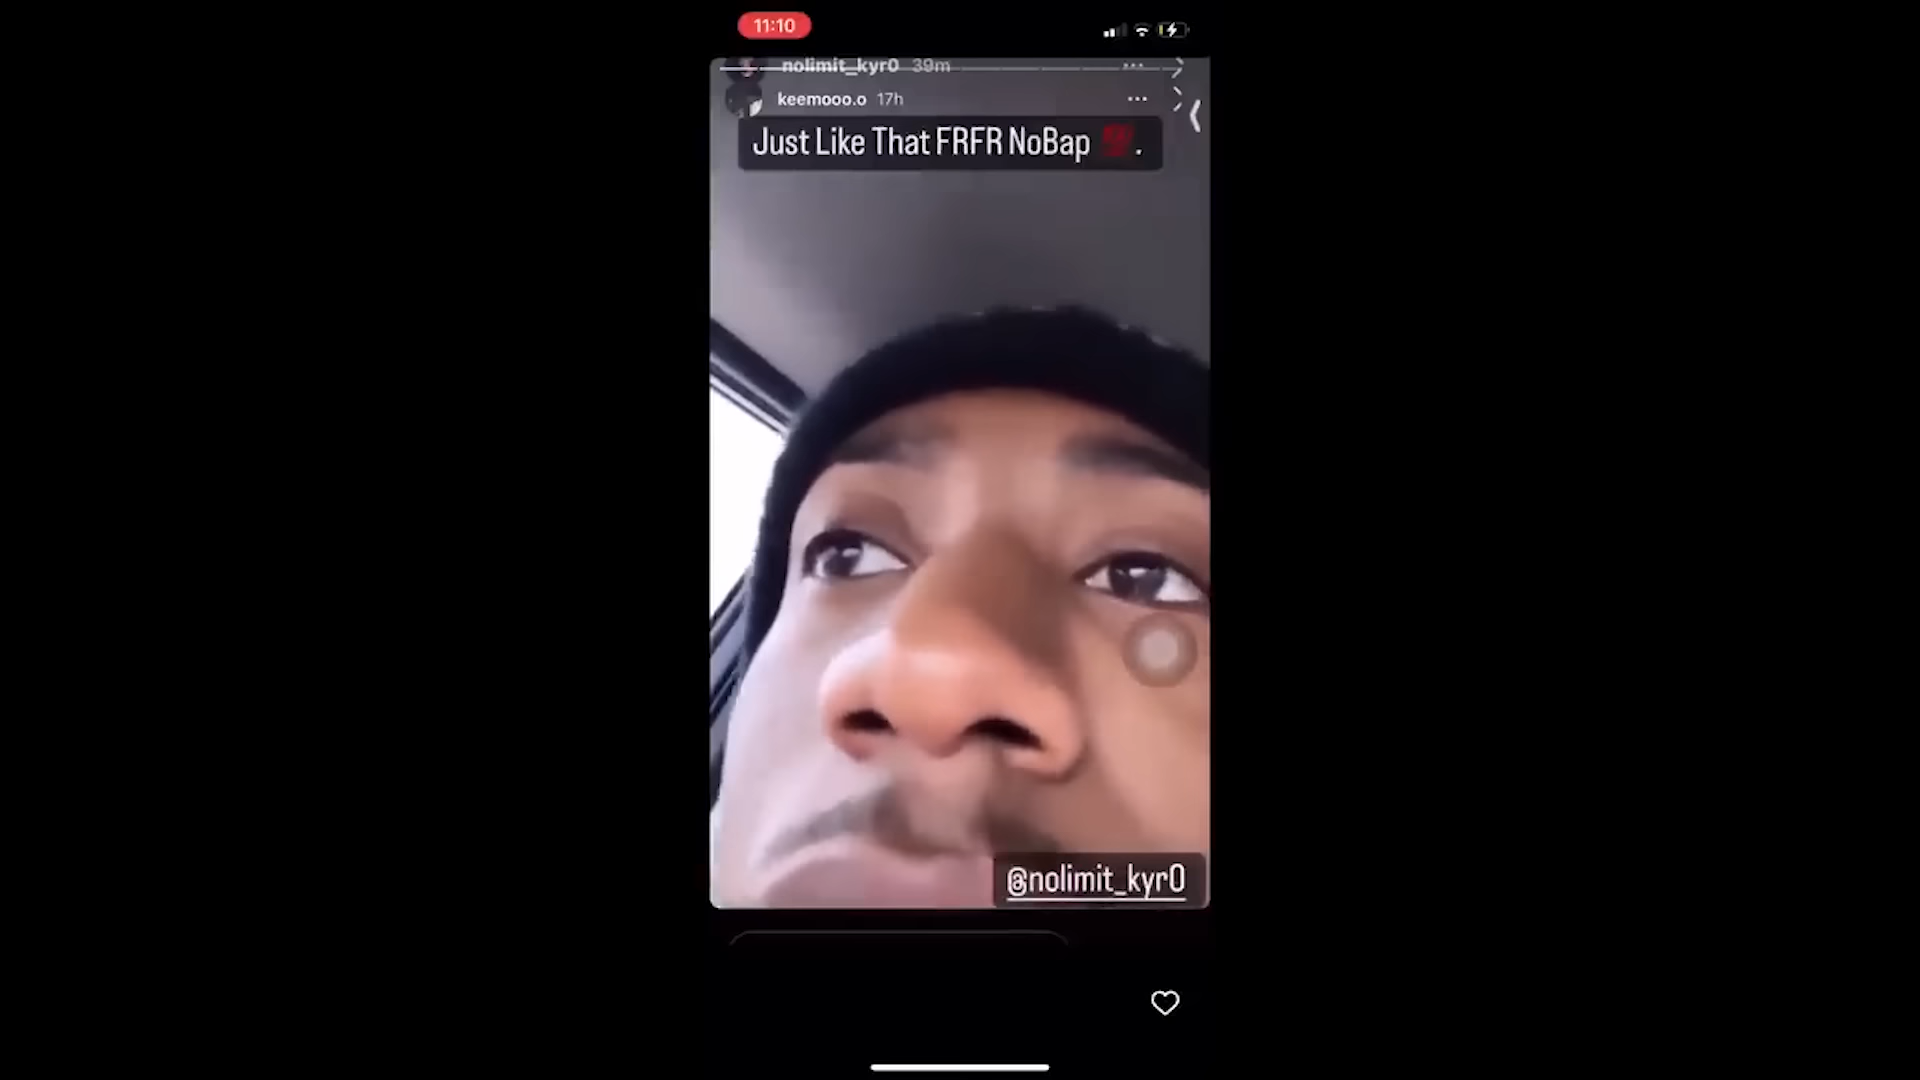 11:10
nolimit_kyr0 39m
keemooo.o 17h
Just Like That FRFR NoBap 💯.
@nolimit_kyr0